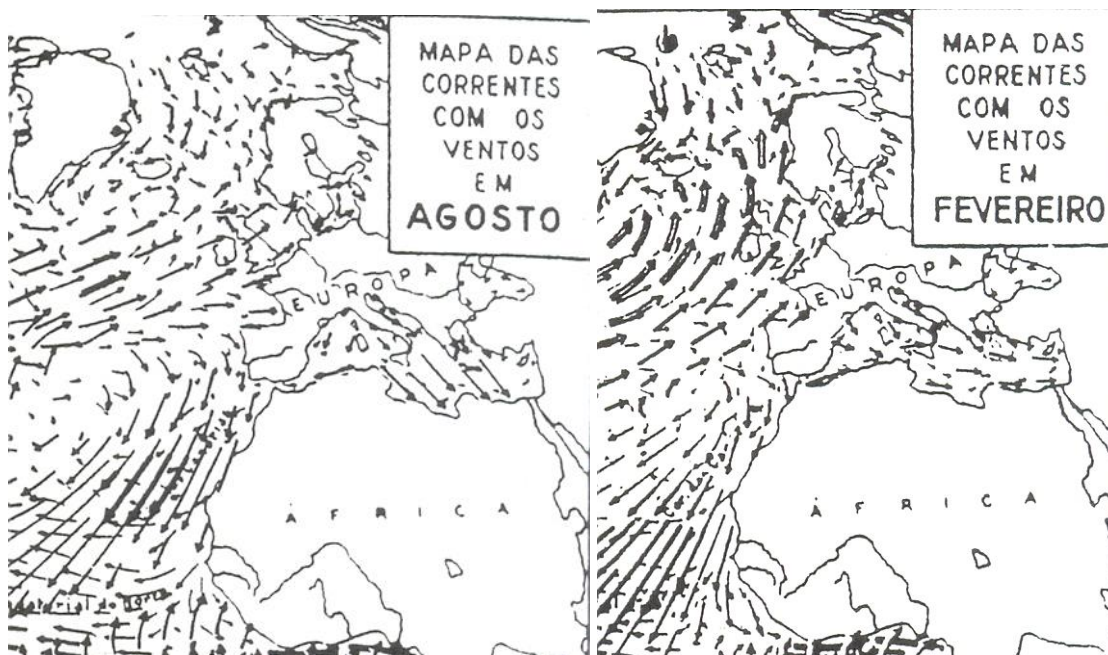 MAPA DAS
CORRENTES
COM OS
VENTOS
EM
AGOSTO
EUROPA
ÁFRICA
MAPA DAS
CORRENTES
COM OS
VENTOS
EM
FEVEREIRO
EUROPA
ÁFRICA